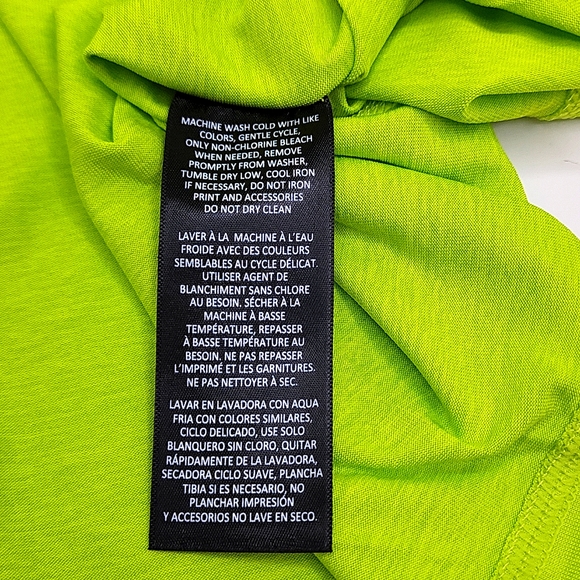 MACHINE WASH COLD WITH LIKE
COLORS, GENTLE CYCLE,
ONLY NON-CHLORINE BLEACH
WHEN NEEDED, REMOVE
PROMPTLY FROM WASHER,
TUMBLE DRY LOW, COOL IRON
IF NECESSARY, DO NOT IRON
PRINT AND ACCESSORIES
DO NOT DRY CLEAN
LAVER À LA MACHINE À L'EAU
FROIDE AVEC DES COULEURS
SEMBLABLES AU CYCLE DÉLICAT.
UTILISER AGENT DE
BLANCHIMENT SANS CHLORE
AU BESOIN. SÉCHER À LA
MACHINE À BASSE
TEMPÉRATURE, REPASSER
À BASSE TEMPÉRATURE AU
BESOIN. NE PAS REPASSER
L'IMPRIMÉ ET LES GARNITURES.
NE PAS NETTOYER À SEC.
LAVAR EN LAVADORA CON AQUA
FRIA CON COLORES SIMILARES,
CICLO DELICADO, USE SOLO
BLANQUERO SIN CLORO, QUITAR
RÁPIDAMENTE DE LA LAVADORA,
SECADORA CICLO SUAVE, PLANCHA
TIBIA SI ES NECESARIO, NO
PLANCHAR IMPRESIÓN
Y ACCESORIOS NO LAVE EN SECO.